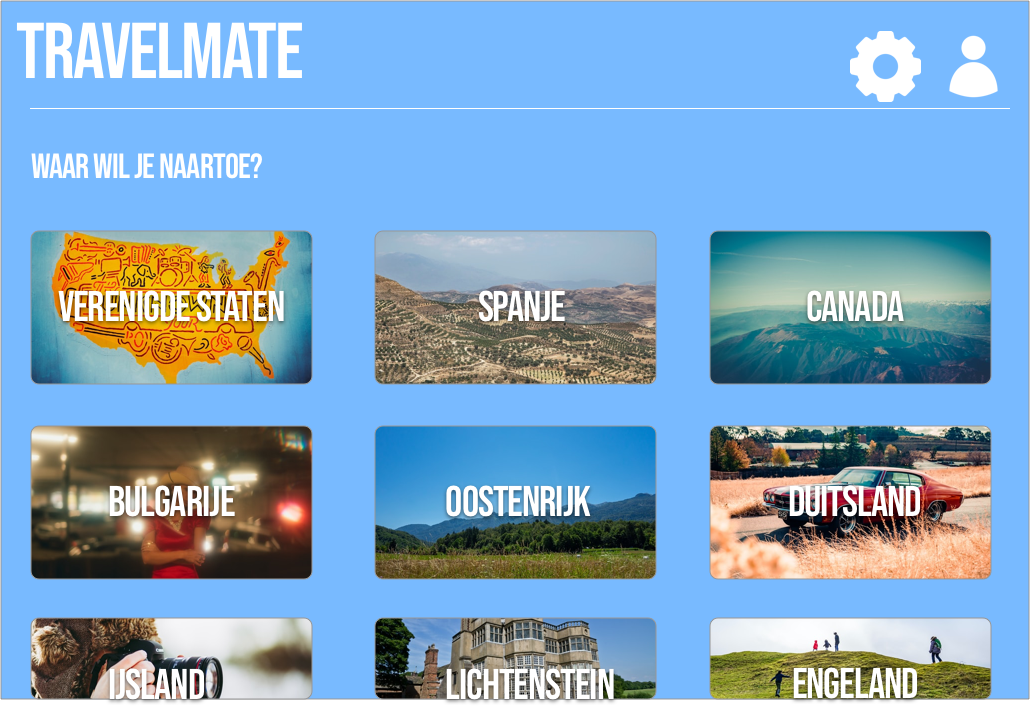 TRAVELMATE
WAAR WIL JE NAARTOE?
VERENIGDE STATEN
SPANJE
CANADA
BULGARIJE
OOSTENRIJK
DUITSLAND
IJSLAND
LICHTENSTEIN
ENGELAND